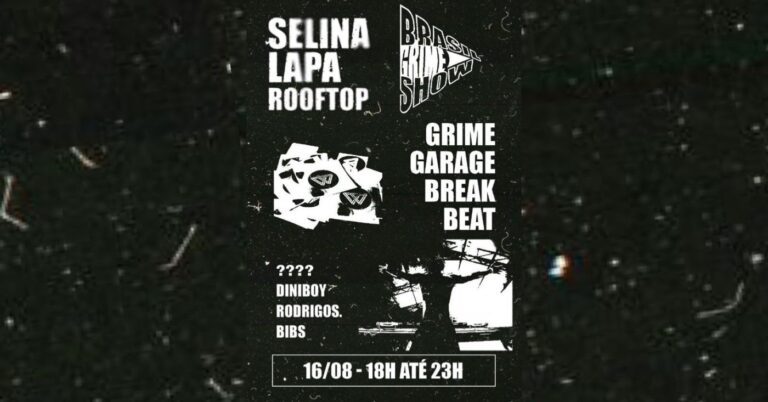 SELINA
LAPA
ROOFTOP
BRASIL
GRIME
SHOW
GRIME
GARAGE
BREAK
BEAT
????
DINIBOY
RODRIGOS.
BIBS
16/08 - 18H ATÉ 23H